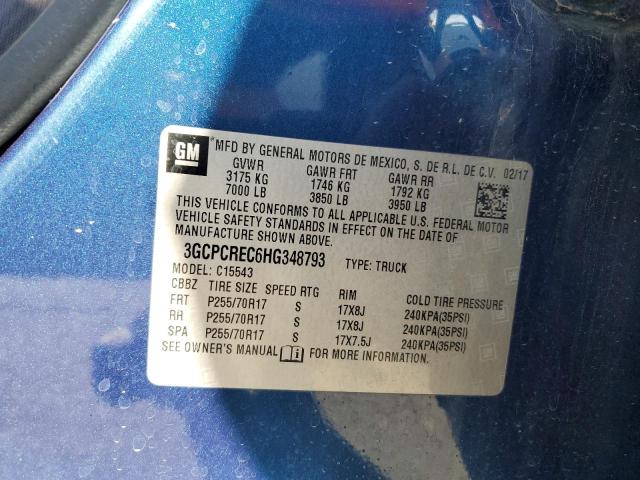 GM
*MFD BY GENERAL MOTORS DE MEXICO, S. DE R.L. DE C.V. 02/17
GVWR GAWR FRT GAWR RR
3175 KG 1746 KG 1792 KG
7000 LB 3850 LB 3950 LB
THIS VEHICLE CONFORMS TO ALL APPLICABLE U.S. FEDERAL MOTOR
VEHICLE SAFETY STANDARDS IN EFFECT ON THE DATE OF
MANUFACTURE SHOWN ABOVE.
3GCPCREC6HG348793 TYPE: TRUCK
MODEL: C15543
CBBZ TIRE SIZE SPEED RTG RIM COLD TIRE PRESSURE
FRT P255/70R17 S 17X8J 240KPA(35PSI)
RR P255/70R17 S 17X8J 240KPA(35PSI)
SPA P255/70R17 S 17X7.5J 240KPA(35PSI)
SEE OWNER'S MANUAL FOR MORE INFORMATION.